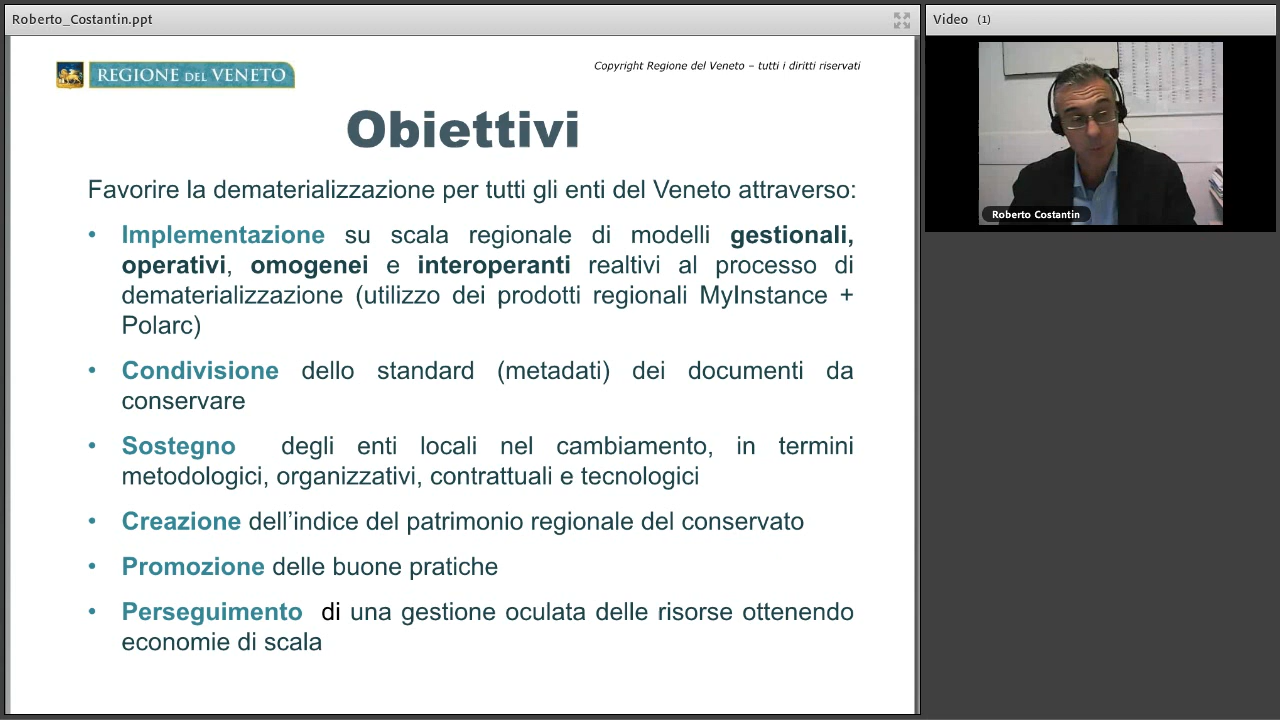 Roberto_Costantin.ppt
Video (1)
REGIONE DEL VENETO
Copyright Regione del Veneto – tutti i diritti riservati
Obiettivi
Favorire la dematerializzazione per tutti gli enti del Veneto attraverso:
• Implementazione su scala regionale di modelli gestionali,
operativi, omogenei e interoperanti realtivi al processo di
dematerializzazione (utilizzo dei prodotti regionali MyInstance +
Polarc)
• Condivisione dello standard (metadati) dei documenti da
conservare
• Sostegno degli enti locali nel cambiamento, in termini
metodologici, organizzativi, contrattuali e tecnologici
• Creazione dell’indice del patrimonio regionale del conservato
• Promozione delle buone pratiche
• Perseguimento di una gestione oculata delle risorse ottenendo
economie di scala
Roberto Costantin